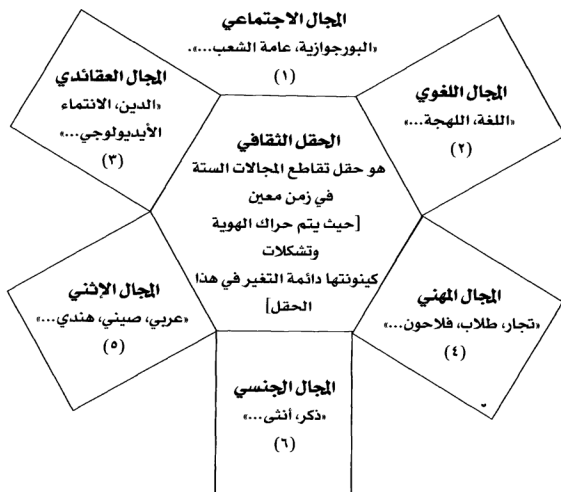 المجال الاجتماعي
«البورجوازية، عامة الشعب...».
(١)
المجال اللغوي
«اللغة، اللهجة...»
(٢)
المجال العقائدي
«الدين، الانتماء
الأيديولوجي...»
(٣)
الحقل الثقافي
هو حقل تقاطع المجالات الستة
في زمن معين
[حيث يتم حراك الهوية
وتشكلات
كينونتها دائمة التغير في هذا
الحقل]
المجال المهني
«تجار، طلاب، فلاحون...»
(٤)
المجال الإثني
«عربي، صيني، هندي...»
(٥)
المجال الجنسي
«ذكر، أنثى...»
(٦)